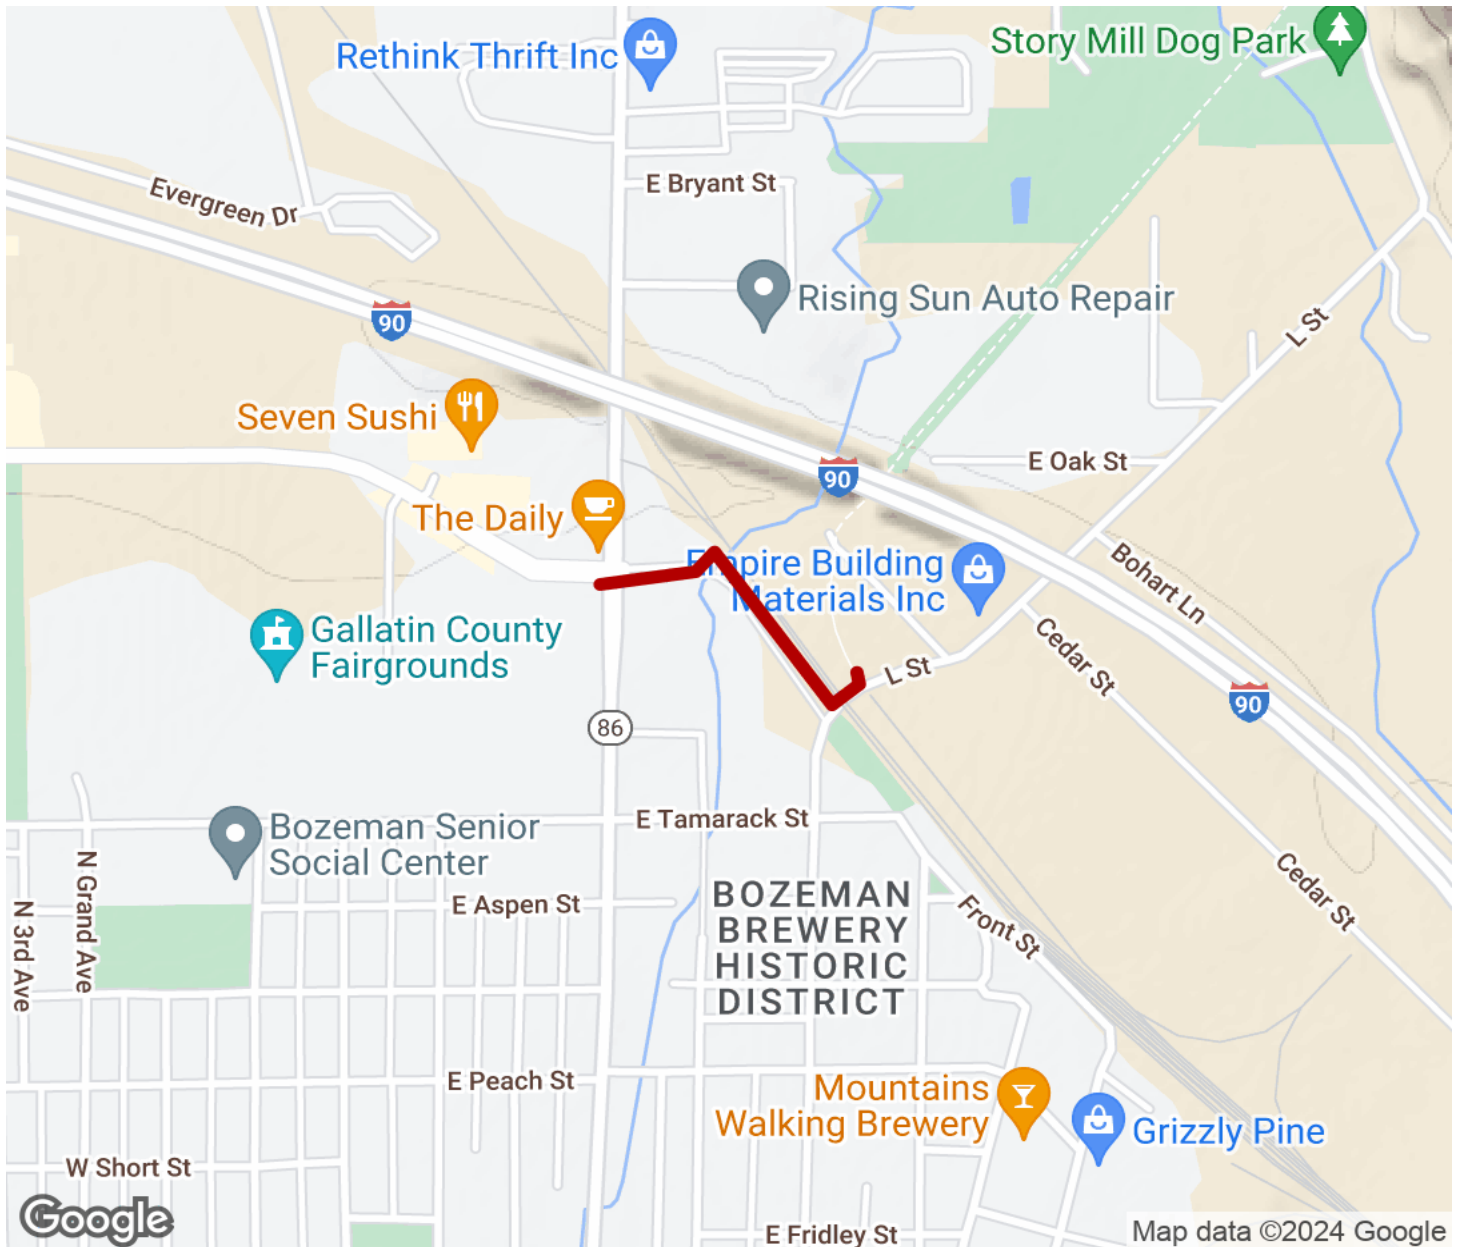 Rethink Thrift Inc
Story Mill Dog Park
E Bryant St
Evergreen Dr
Rising Sun Auto Repair
90
L St
Seven Sushi
E Oak St
90
The Daily
Empire Building
Materials Inc
Bohart Ln
Gallatin County
Fairgrounds
Cedar St
L St
90
86
E Tamarack St
Bozeman Senior
Social Center
N Grand Ave
N 3rd Ave
E Aspen St
BOZEMAN
BREWERY
HISTORIC
DISTRICT
Front St
Cedar St
E Peach St
Mountains
Walking Brewery
Grizzly Pine
W Short St
Google
E Fridley St
Map data ©2024 Google